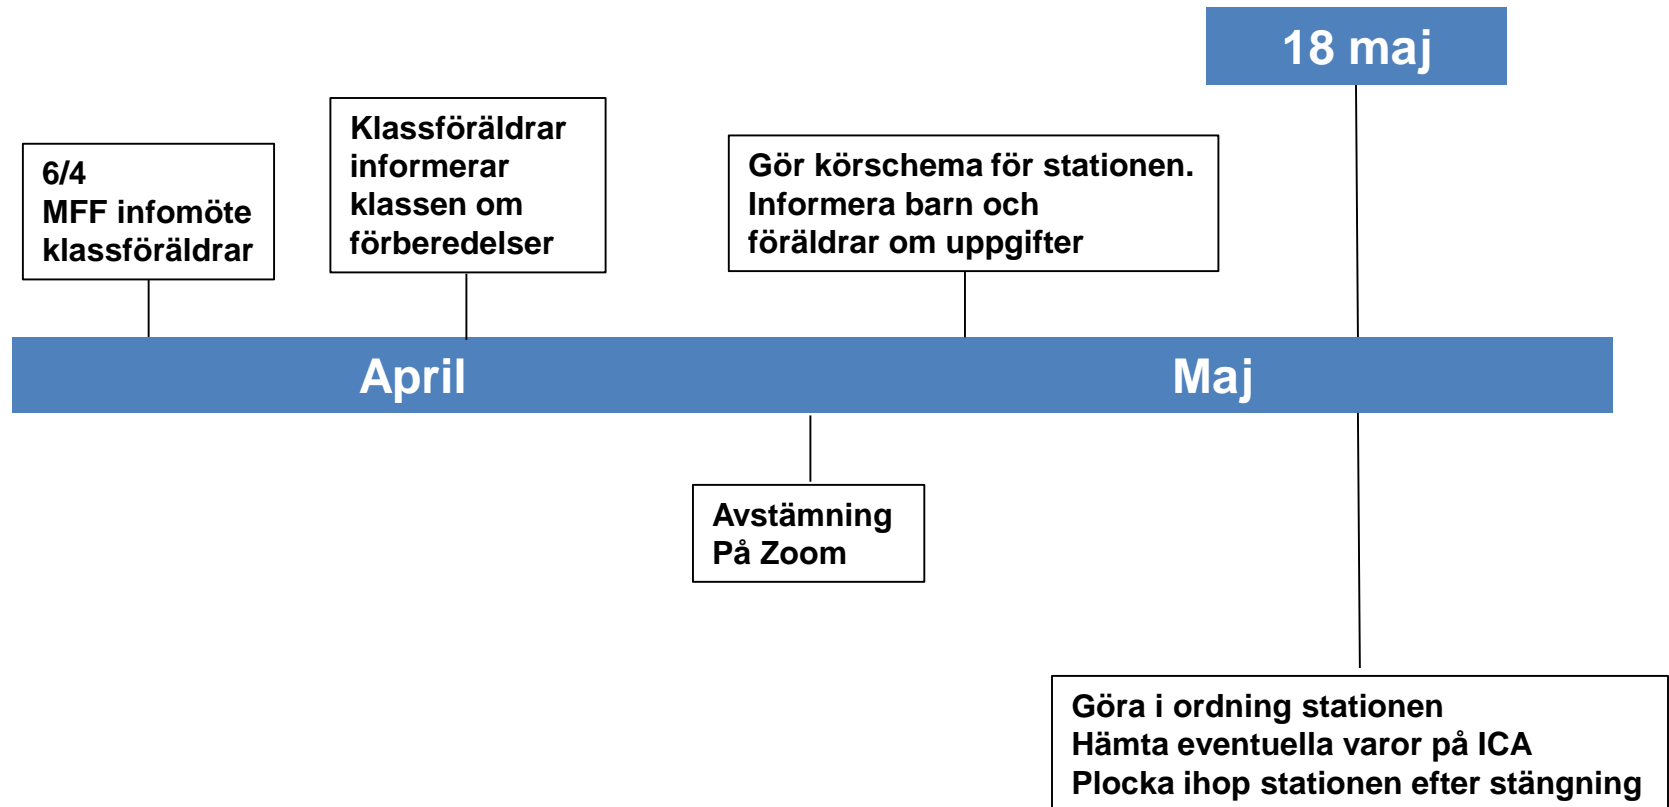 18 maj
6/4
MFF infomöte
klassföräldrar
Klassföräldrar
informerar
klassen om
förberedelser
Gör körschema för stationen.
Informera barn och
föräldrar om uppgifter
April
Maj
Avstämning
På Zoom
Göra i ordning stationen
Hämta eventuella varor på ICA
Plocka ihop stationen efter stängning